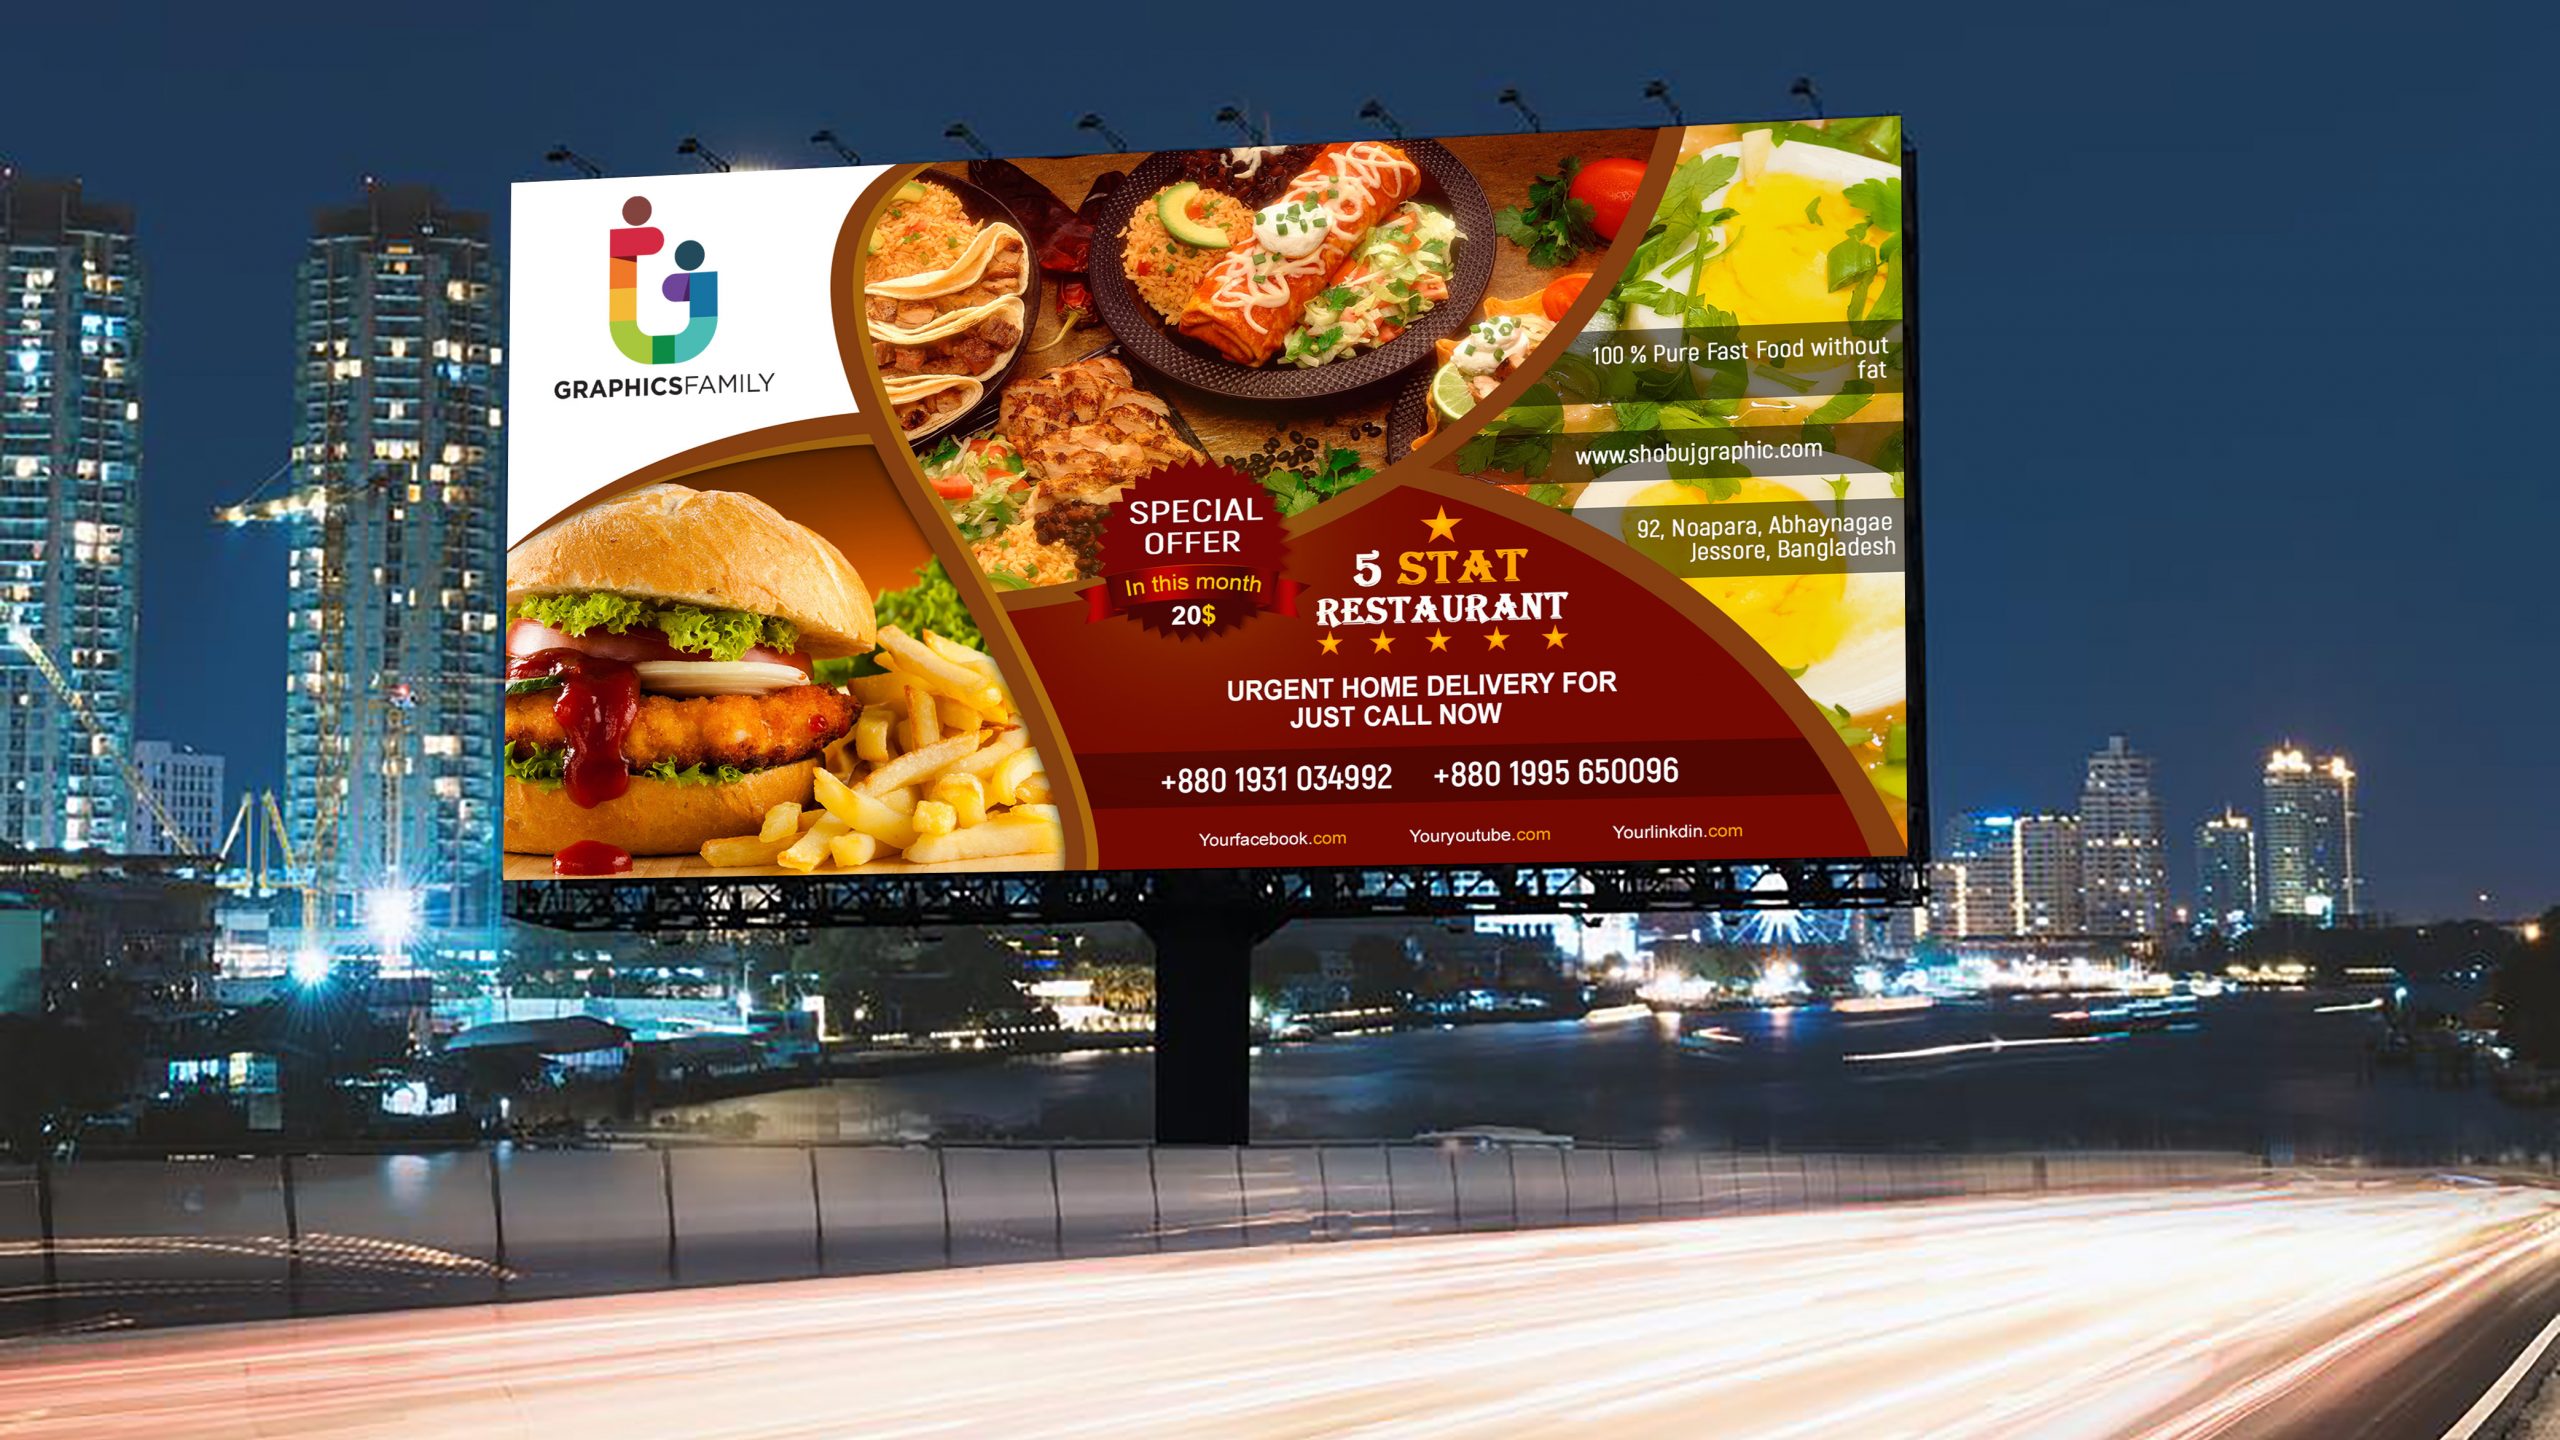 GRAPHICSFAMILY
100 % Pure Fast Food without
fat
www.shobujgraphic.com
92, Noapara, Abhaynagae
Jessore, Bangladesh
SPECIAL
OFFER
In this month
20$
5 STAT
RESTAURANT
URGENT HOME DELIVERY FOR
JUST CALL NOW
+880 1931 034992 +880 1995 650096
Yourfacebook.com Youryoutube.com Yourlinkdin.com